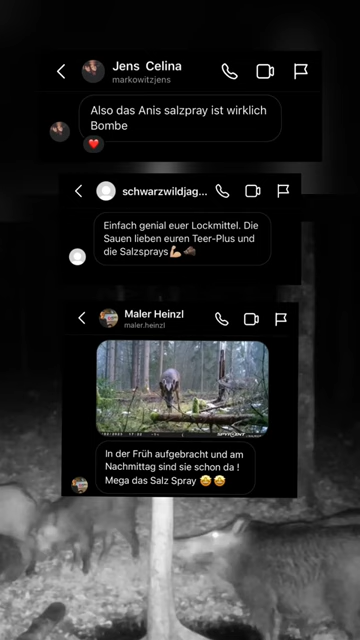 Jens Celina
markowitzjens
Also das Anis salzpray ist wirklich
Bombe
schwarzwildjag...
Einfach genial euer Lockmittel. Die
Sauen lieben euren Teer-Plus und
die Salzsprays💪🏼🐗
Maler Heinzl
maler.heinzl
SPYPOINT
In der Früh aufgebracht und am
Nachmittag sind sie schon da !
Mega das Salz Spray 🤩🤩